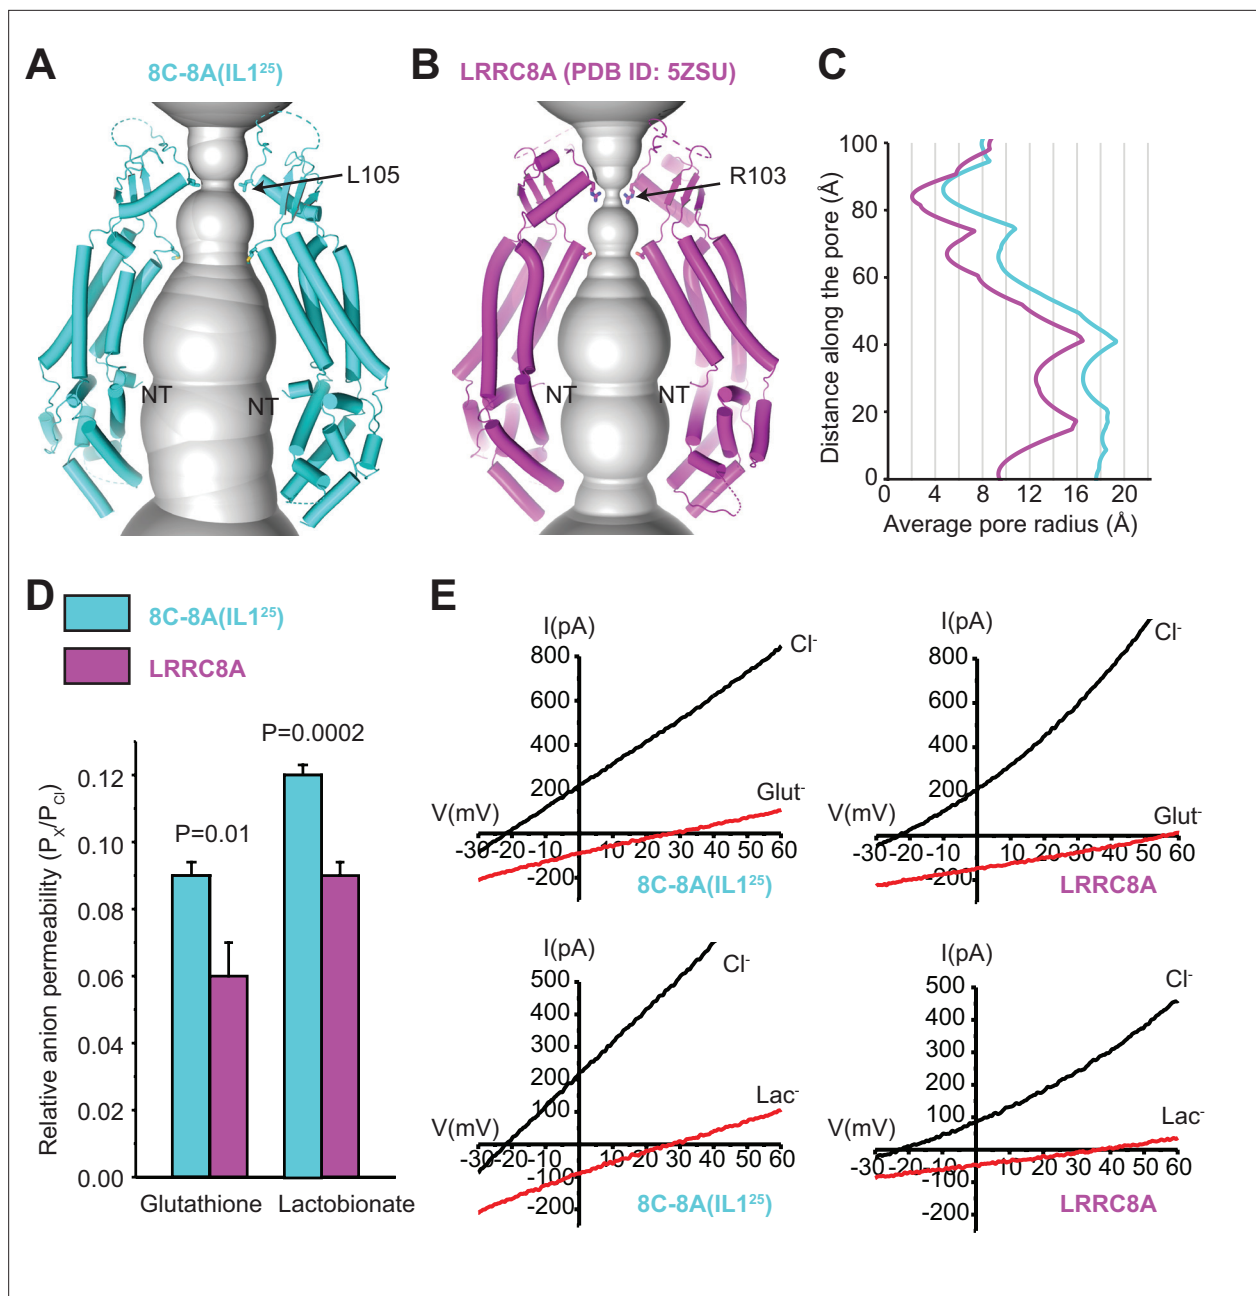 A
8C-8A(IL1²⁵)
L105
NT
NT
B
LRRC8A (PDB ID: 5ZSU)
R103
NT
NT
C
Distance along the pore (Å)
100
80
60
40
20
0
0 4 8 12 16 20
Average pore radius (Å)
D
8C-8A(IL1²⁵)
LRRC8A
Relative anion permeability (Pₓ/P_Cl)
P=0.0002
P=0.01
0.12
0.10
0.08
0.06
0.04
0.02
0.00
Glutathione Lactobionate
E
I(pA)
800
600
400
200
-200
Cl⁻
Glut⁻
V(mV)
-30 -20 -10 10 20 30 40 50 60
8C-8A(IL1²⁵)
I(pA)
800
600
400
200
-200
Cl⁻
Glut⁻
V(mV)
-30 -20 -10 10 20 30 40 50 60
LRRC8A
I(pA)
500
400
300
200
100
-100
-200
Cl⁻
Lac⁻
V(mV)
-30 -20 -10 10 20 30 40 50 60
8C-8A(IL1²⁵)
I(pA)
500
400
300
200
100
-100
-200
Cl⁻
Lac⁻
V(mV)
-30 -20 -10 10 20 30 40 50 60
LRRC8A